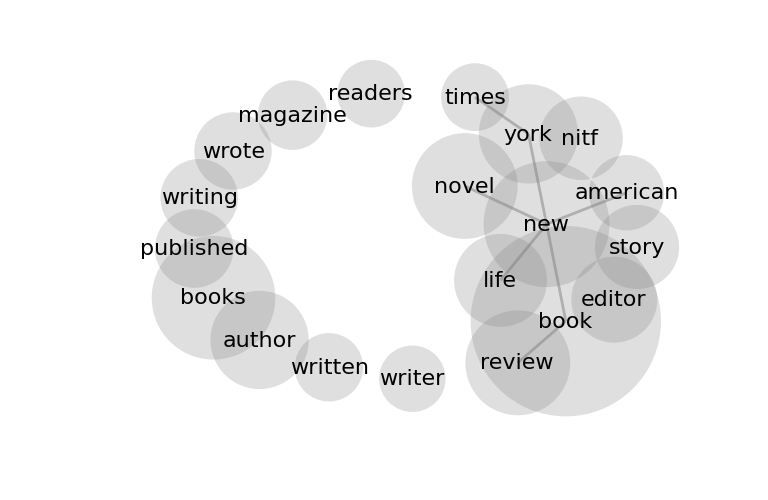 readers
times
magazine
york
nitf
wrote
novel
american
writing
new
published
story
life
books
editor
book
author
review
written
writer